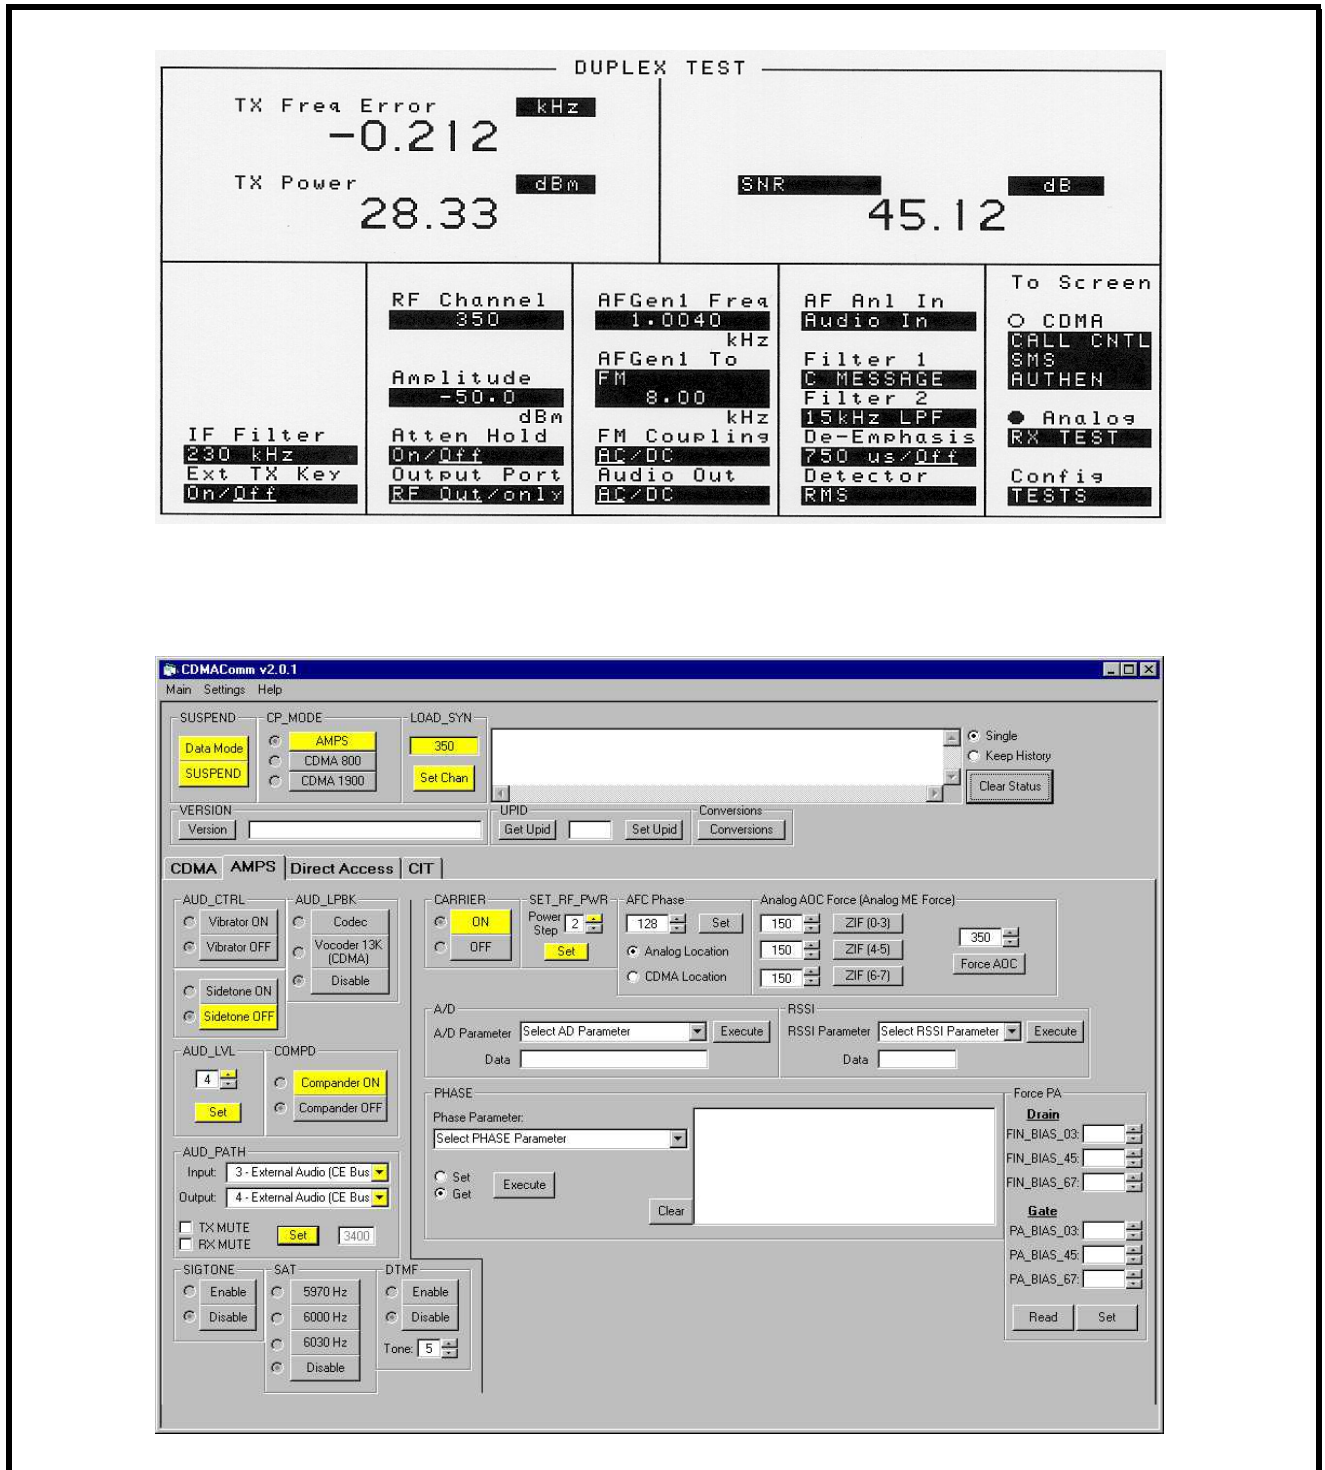 DUPLEX TEST
TX Freq Error kHz
-0.212
TX Power dBm
28.33
SNR dB
45.12
IF Filter
230 kHz
Ext TX Key
On/Off
RF Channel
350
Amplitude
-50.0
dBm
Atten Hold
On/Off
Output Port
RF Out/only
AFGen1 Freq
1.0040
kHz
AFGen1 To
FM
8.00
kHz
FM Coupling
AC/DC
Audio Out
AC/DC
AF Anl In
Audio In
Filter 1
C MESSAGE
Filter 2
15kHz LPF
De-Emphasis
750 us/Off
Detector
RMS
To Screen
CDMA
CALL CNTL
SMS
AUTHEN
Analog
RX TEST
Config
TESTS
CDMAComm v2.0.1
Main Settings Help
SUSPEND
Data Mode
SUSPEND
CP_MODE
AMPS
CDMA 800
CDMA 1900
LOAD_SYN
350
Set Chan
Single
Keep History
Clear Status
VERSION
Version
UPID
Get Upid
Set Upid
Conversions
Conversions
CDMA AMPS Direct Access CIT
AUD_CTRL
Vibrator ON
Vibrator OFF
Sidetone ON
Sidetone OFF
AUD_LPBK
Codec
Vocoder 13K
(CDMA)
Disable
AUD_LVL
4
Set
COMPD
Compander ON
Compander OFF
AUD_PATH
Input: 3 - External Audio (CE Bus
Output: 4 - External Audio (CE Bus
TX MUTE
RX MUTE
Set
3400
SIGTONE
Enable
Disable
SAT
5970 Hz
6000 Hz
6030 Hz
Disable
DTMF
Enable
Disable
Tone: 5
CARRIER
ON
OFF
SET_RF_PWR
Power
Step
2
Set
AFC Phase
128
Set
Analog Location
CDMA Location
Analog AOC Force (Analog ME Force)
150 ZIF (0-3)
150 ZIF (4-5)
150 ZIF (6-7)
350
Force AOC
A/D
A/D Parameter Select AD Parameter Execute
Data
RSSI
RSSI Parameter Select RSSI Parameter Execute
Data
PHASE
Phase Parameter:
Select PHASE Parameter
Set
Get
Execute
Clear
Force PA
Drain
FIN_BIAS_03:
FIN_BIAS_45:
FIN_BIAS_67:
Gate
PA_BIAS_03:
PA_BIAS_45:
PA_BIAS_67:
Read Set